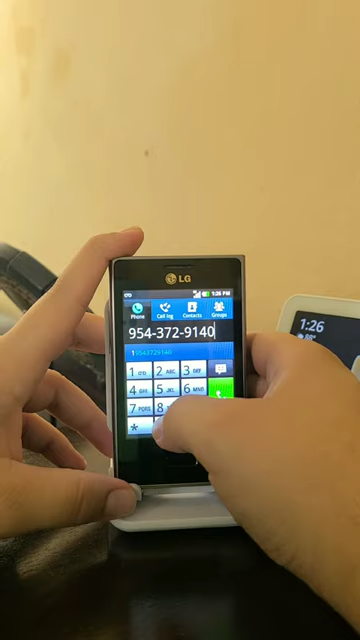 LG
1:26 PM
Phone Call log Contacts Groups
954-372-9140
19543729140
1 2 ABC 3 DEF
4 GHI 5 JKL 6 MNO
7 PQRS 8
*
1:26